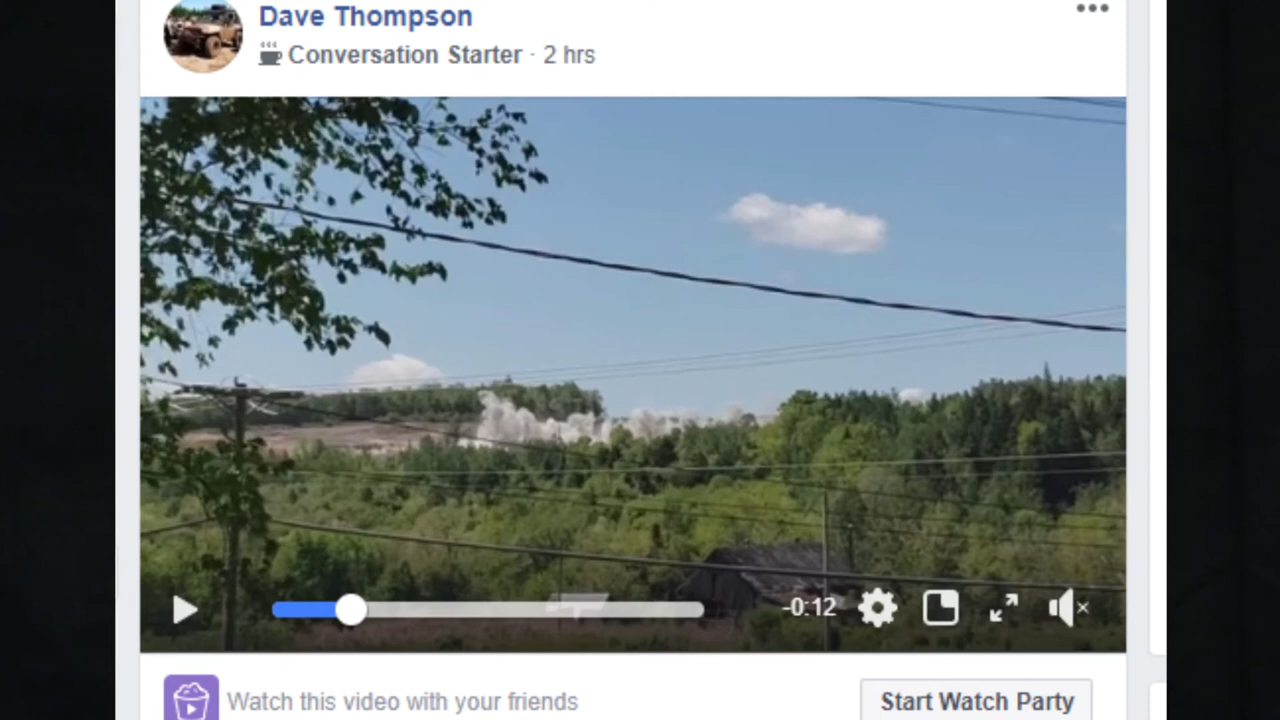 Dave Thompson
Conversation Starter · 2 hrs
-0:12
Watch this video with your friends
Start Watch Party